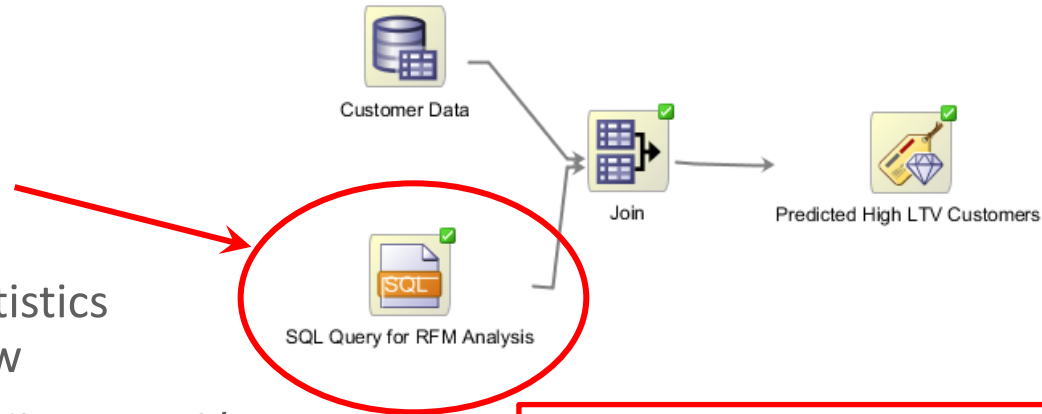 Customer Data
Join
Predicted High LTV Customers
SQL
SQL Query for RFM Analysis
tistics
w